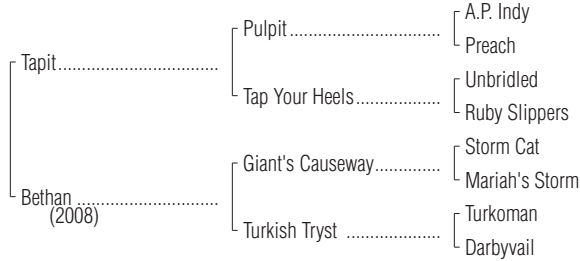 A.P. Indy
Pulpit
Preach
Tapit
Unbridled
Tap Your Heels
Ruby Slippers
Storm Cat
Giant's Causeway
Mariah's Storm
Bethan
(2008)
Turkoman
Turkish Tryst
Darbyvail